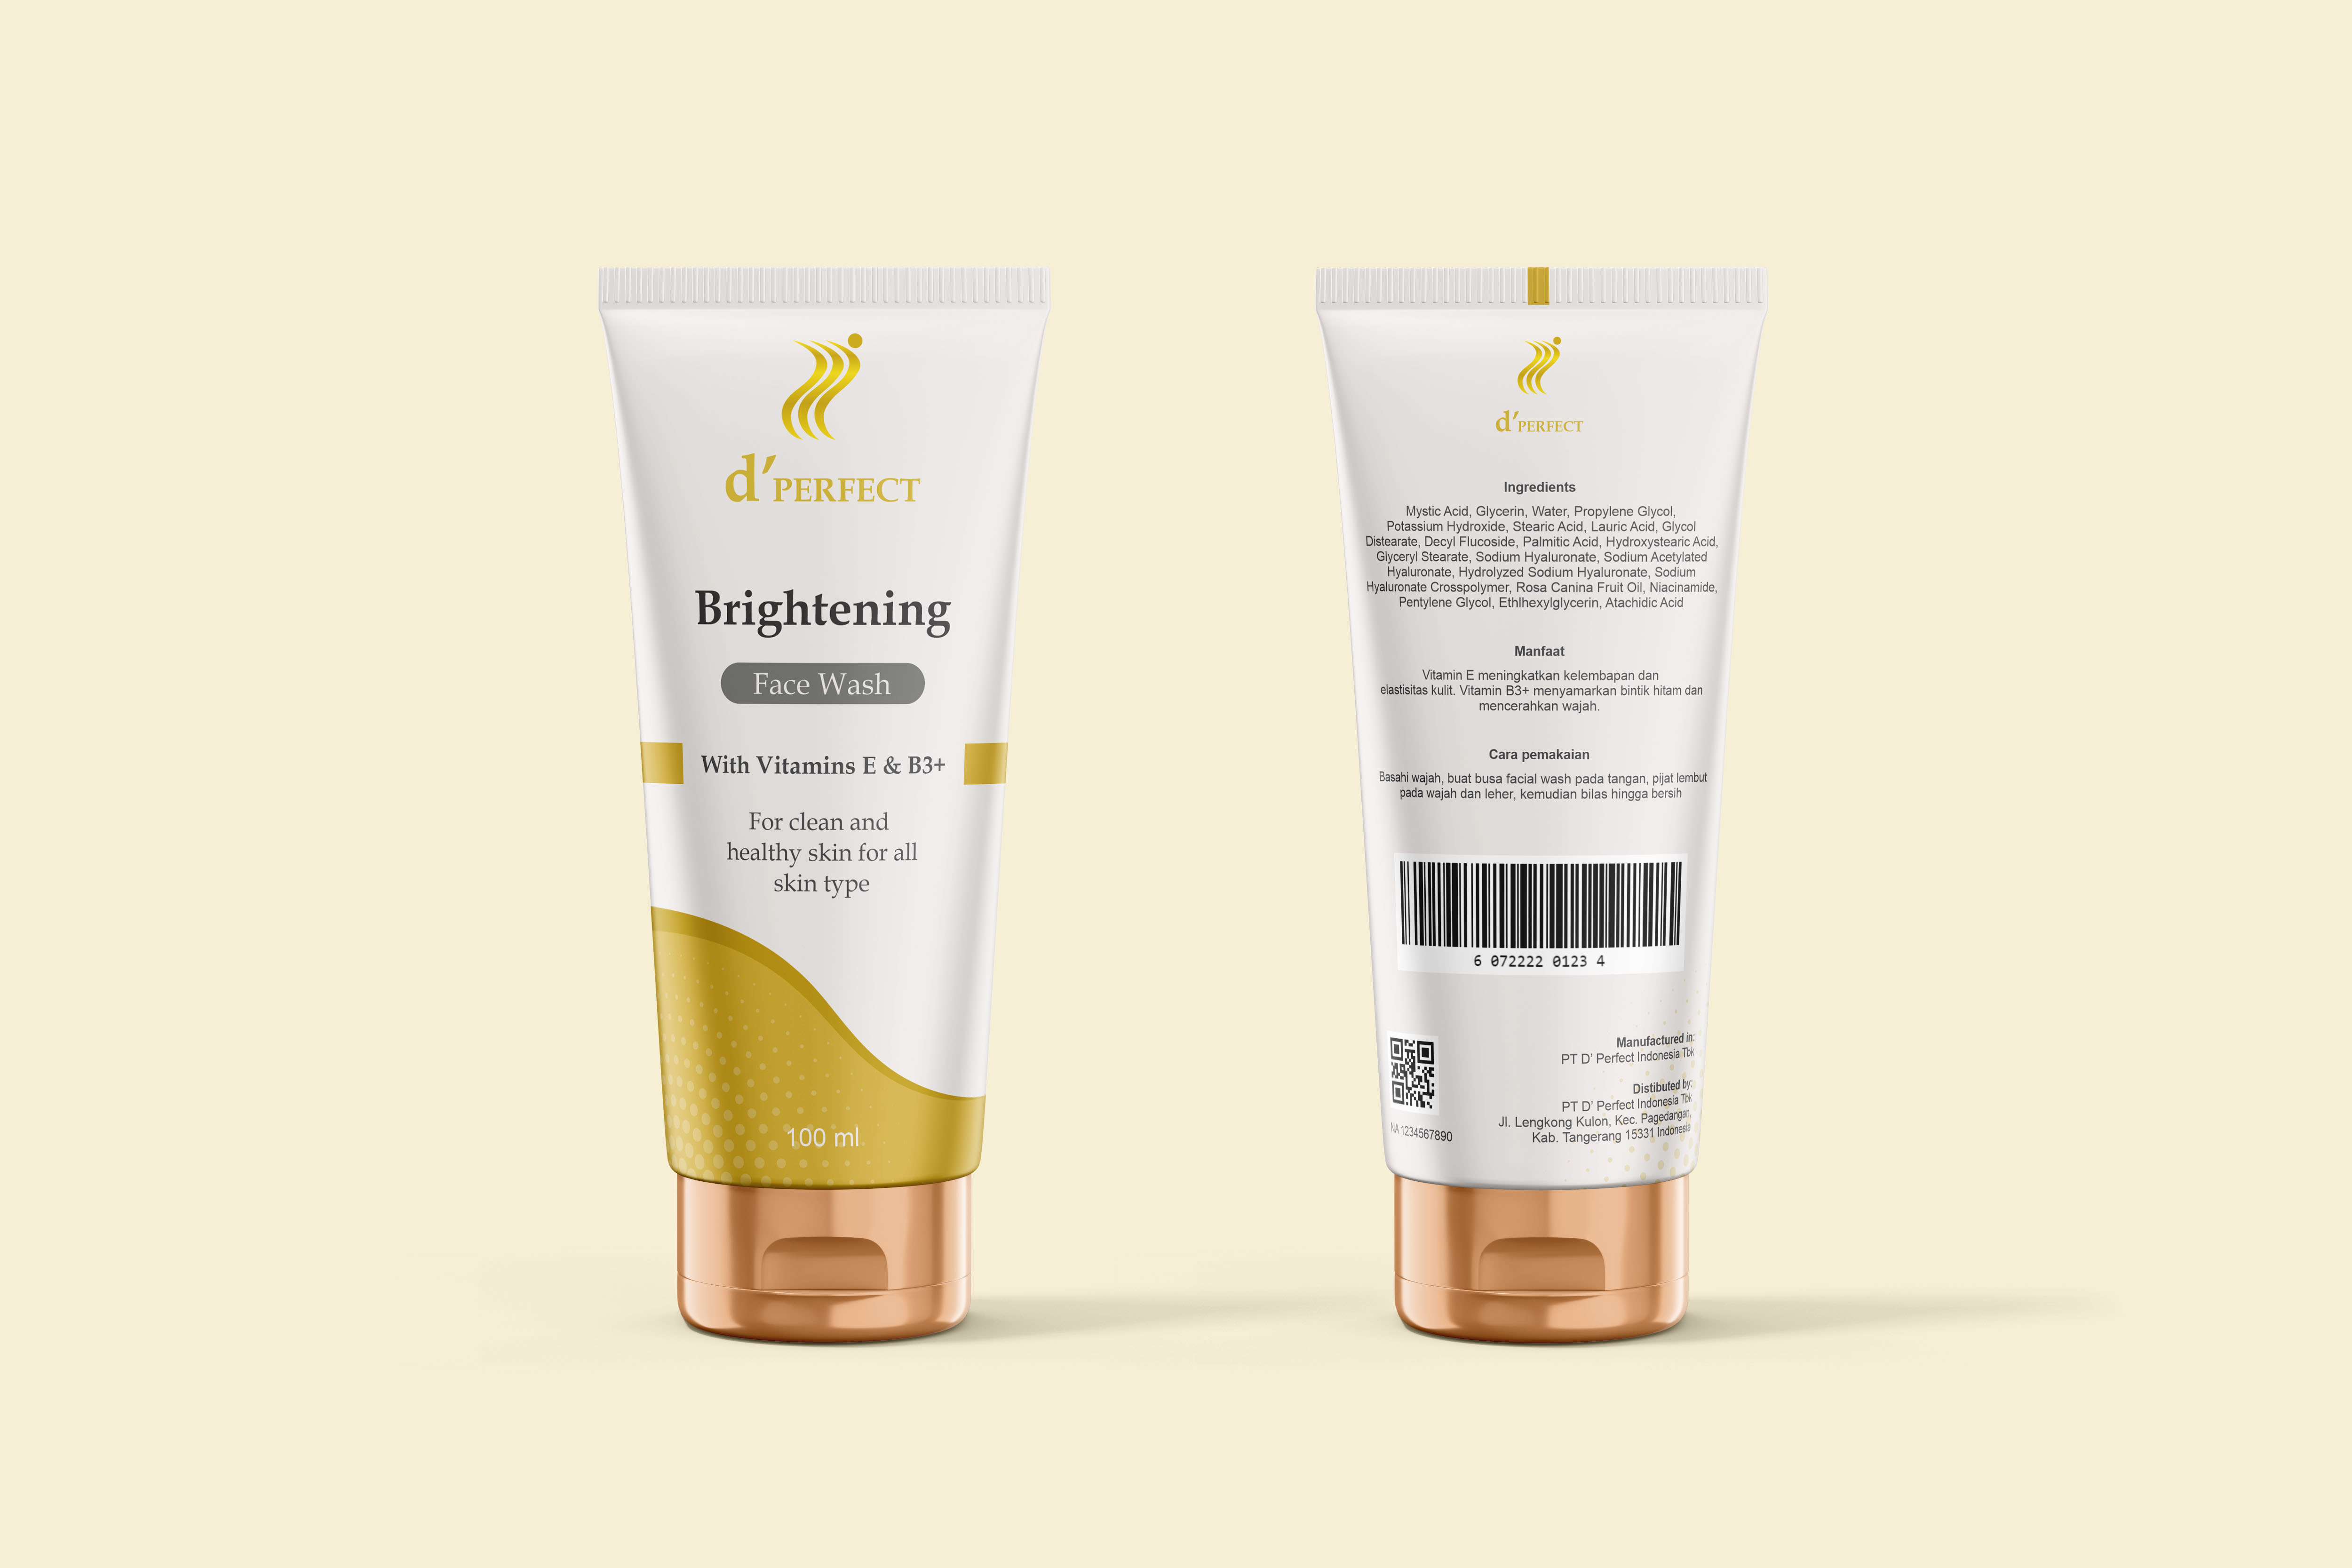 d'PERFECT
Brightening
Face Wash
With Vitamins E & B3+
For clean and
healthy skin for all
skin type
100 ml
d'PERFECT
Ingredients
Mystic Acid, Glycerin, Water, Propylene Glycol,
Potassium Hydroxide, Stearic Acid, Lauric Acid, Glycol
Distearate, Decyl Flucoside, Palmitic Acid, Hydroxystearic Acid,
Glyceryl Stearate, Sodium Hyaluronate, Sodium Acetylated
Hyaluronate, Hydrolyzed Sodium Hyaluronate, Sodium
Hyaluronate Crosspolymer, Rosa Canina Fruit Oil, Niacinamide,
Pentylene Glycol, Ethlhexylglycerin, Atachidic Acid
Manfaat
Vitamin E meningkatkan kelembapan dan
elastisitas kulit. Vitamin B3+ menyamarkan bintik hitam dan
mencerahkan wajah.
Cara pemakaian
Basahi wajah, buat busa facial wash pada tangan, pijat lembut
pada wajah dan leher, kemudian bilas hingga bersih
6 072222 0123 4
Manufactured in:
PT D' Perfect Indonesia Tbk
Distibuted by:
PT D' Perfect Indonesia Tbk
Jl. Lengkong Kulon, Kec. Pagedangan,
Kab. Tangerang 15331 Indonesia
NA 1234567890